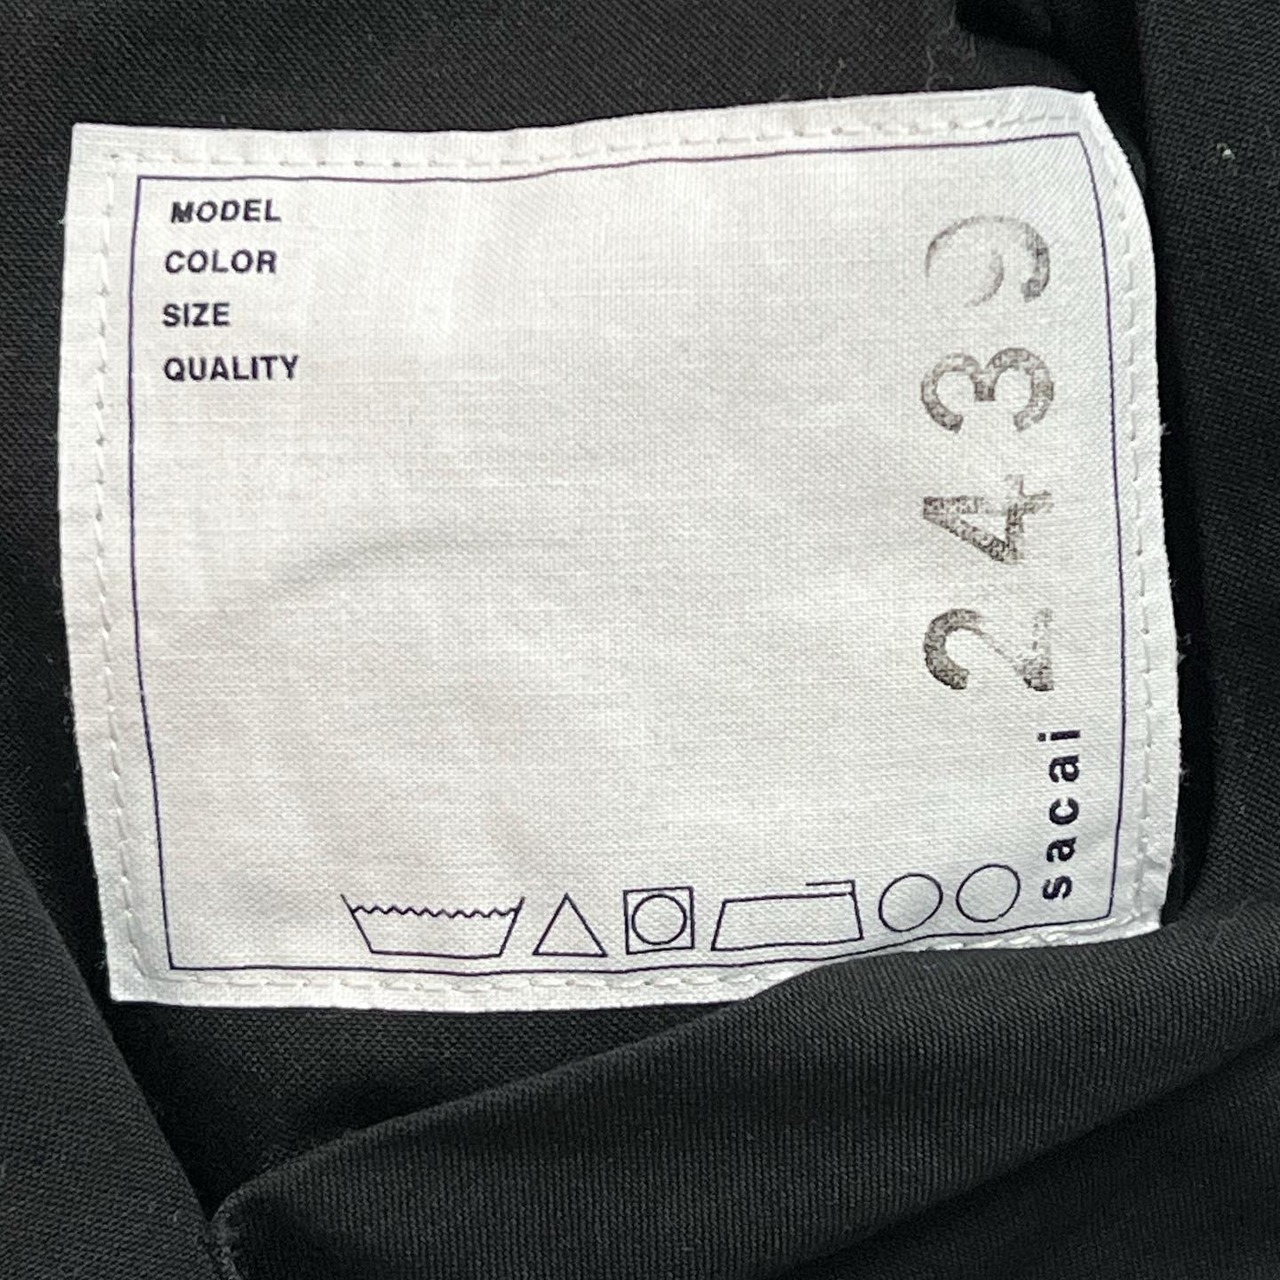 MODEL
COLOR
SIZE
QUALITY
sacai 2439